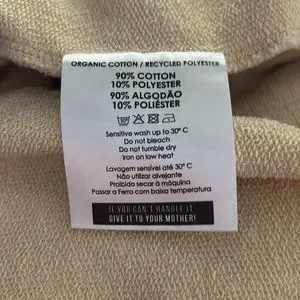 ORGANIC COTTON / RECYCLED POLYESTER
90% COTTON
10% POLYESTER
90% ALGODÃO
10% POLIÉSTER
Sensitive wash up to 30º C
Do not bleach
Do not tumble dry
Iron on low heat
Lavagem sensível até 30º C
Não utilizar alvejante
Proibido secar à máquina
Passar a Ferro com baixa temperatura
IF YOU CAN'T HANDLE IT
GIVE IT TO YOUR MOTHER!